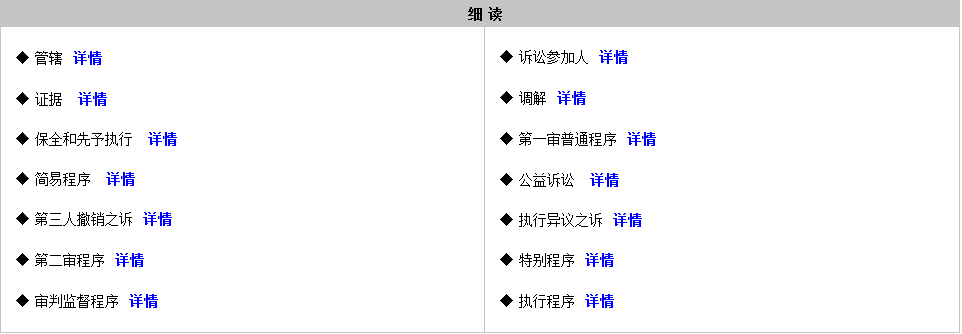 细 读
◆ 管辖 详情
◆ 诉讼参加人 详情
◆ 证据 详情
◆ 调解 详情
◆ 保全和先予执行 详情
◆ 第一审普通程序 详情
◆ 简易程序 详情
◆ 公益诉讼 详情
◆ 第三人撤销之诉 详情
◆ 执行异议之诉 详情
◆ 第二审程序 详情
◆ 特别程序 详情
◆ 审判监督程序 详情
◆ 执行程序 详情